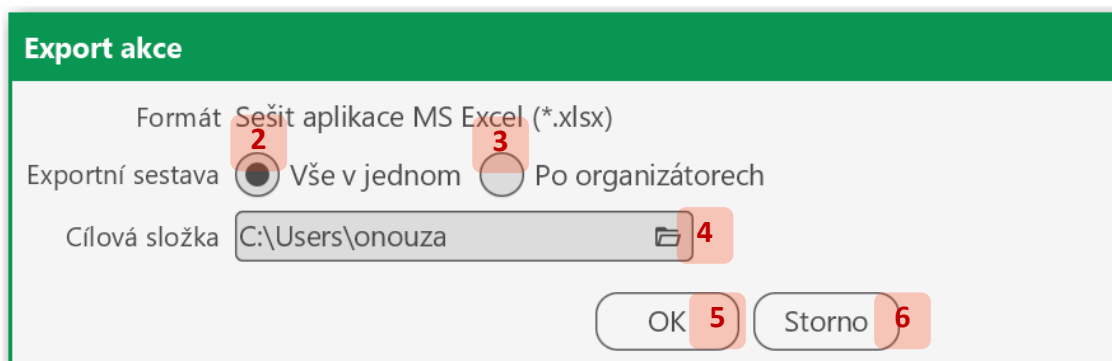 Export akce
Formát Sešit aplikace MS Excel (*.xlsx)
2 3
Exportní sestava Vše v jednom Po organizátorech
Cílová složka C:\Users\onouza 4
OK 5 Storno 6